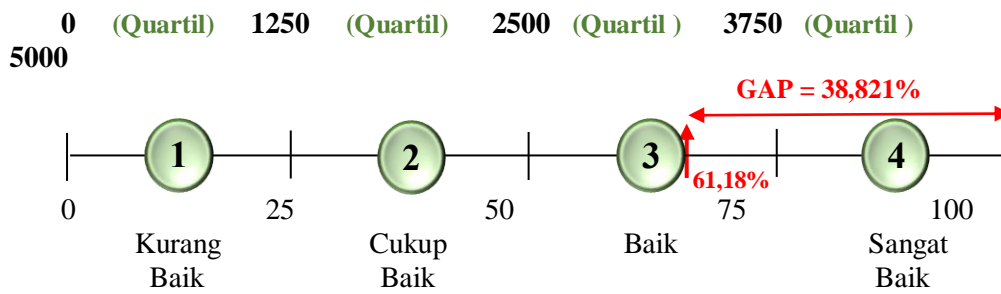 0 (Quartil) 1250 (Quartil) 2500 (Quartil ) 3750 (Quartil )
5000
GAP = 38,821%
1 2 3 4
61,18%
0 25 50 75 100
Kurang Baik Cukup Baik Baik Sangat Baik